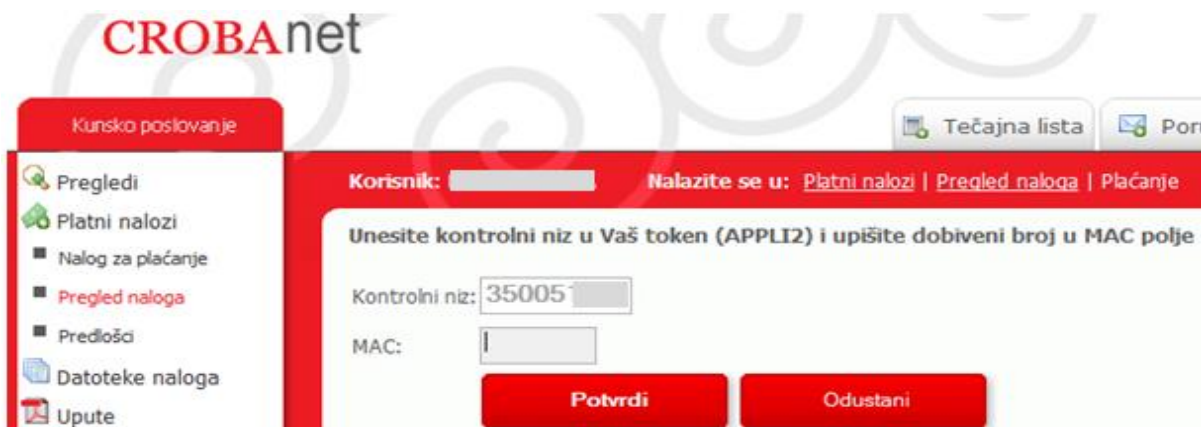 CROBAnet
Kunsko poslovanje
Tečajna lista
Pregledi
Platni nalozi
Nalog za plaćanje
Pregled naloga
Predlošci
Datoteke naloga
Upute
Korisnik:
Nalazite se u: Platni nalozi | Pregled naloga | Plaćanje
Unesite kontrolni niz u Vaš token (APPLI2) i upišite dobiveni broj u MAC polje
Kontrolni niz: 35005
MAC:
Potvrdi
Odustani